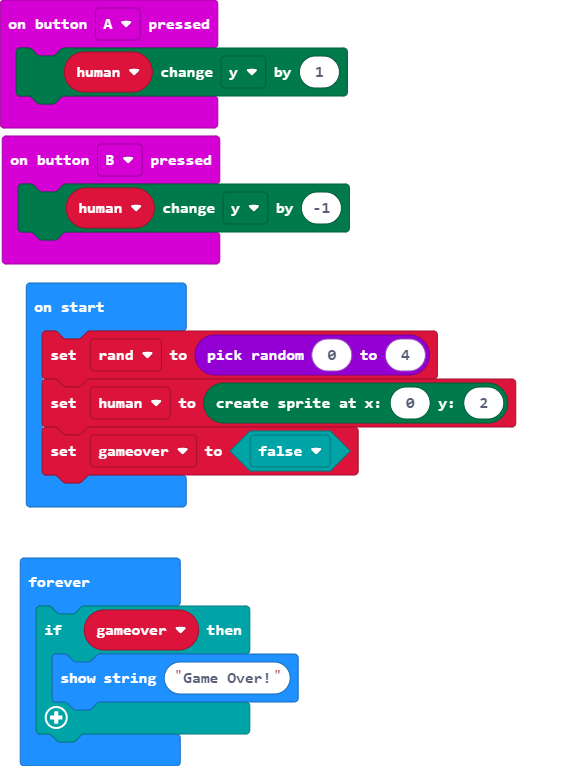 on button A pressed
human change y by 1
on button B pressed
human change y by -1
on start
set rand to pick random 0 to 4
set human to create sprite at x: 0 y: 2
set gameover to false
forever
if gameover then
show string "Game Over!"